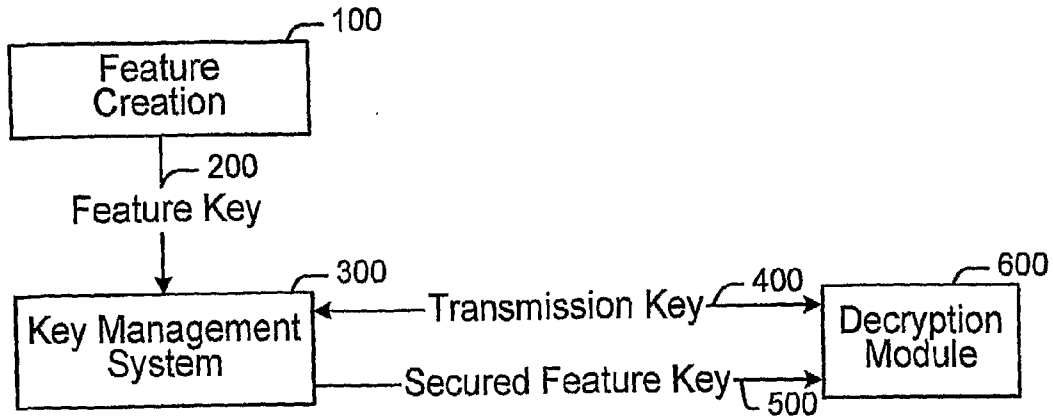 100
Feature
Creation
200
Feature Key
300
Key Management
System
Transmission Key
400
Secured Feature Key
500
600
Decryption
Module